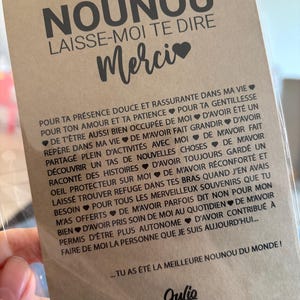 NOUNOU
LAISSE-MOI TE DIRE
Merci♥
POUR TA PRÉSENCE DOUCE ET RASSURANTE DANS MA VIE ♥
POUR TON AMOUR ET TA PATIENCE ♥ POUR TA GENTILLESSE
♥ DE T'ÊTRE AUSSI BIEN OCCUPÉE DE MOI ♥ D'AVOIR ÉTÉ UN
REPÈRE DANS MA VIE ♥ DE M'AVOIR FAIT GRANDIR ♥ D'AVOIR
PARTAGÉ PLEIN D'ACTIVITÉS AVEC MOI ♥ DE M'AVOIR FAIT
DÉCOUVRIR UN TAS DE NOUVELLES CHOSES ♥ DE M'AVOIR
RACONTÉ DES HISTOIRES ♥ D'AVOIR TOUJOURS GARDÉ UN
OEIL PROTECTEUR SUR MOI ♥ DE M'AVOIR RÉCONFORTÉ ET
LAISSÉ TROUVER REFUGE DANS TES BRAS QUAND J'EN AVAIS
BESOIN ♥ POUR TOUS LES MERVEILLEUX SOUVENIRS QUE TU
M'AS OFFERTS ♥ DE M'AVOIR PARFOIS DIT NON POUR MON
BIEN ♥ D'AVOIR PRIS SOIN DE MOI AU QUOTIDIEN ♥ DE M'AVOIR
PERMIS D'ÊTRE PLUS AUTONOME ♥ D'AVOIR CONTRIBUÉ À
FAIRE DE MOI LA PERSONNE QUE JE SUIS AUJOURD'HUI...
...TU AS ÉTÉ LA MEILLEURE NOUNOU DU MONDE!